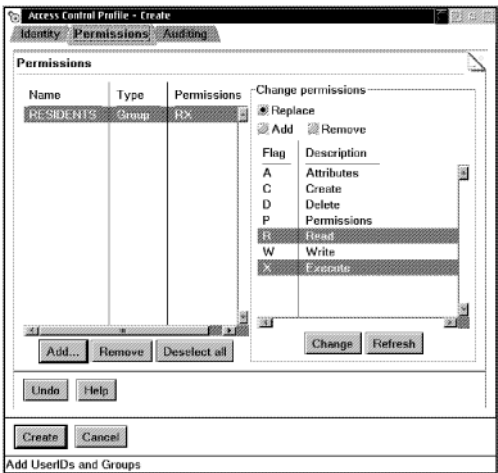 Access Control Profile - Create
Identity Permissions Auditing
Permissions
Name Type Permissions
RESIDENTS Group RX
Change permissions
Replace
Add Remove
Flag Description
A Attributes
C Create
D Delete
P Permissions
R Read
W Write
X Execute
Add... Remove Deselect all
Change Refresh
Undo Help
Create Cancel
Add UserIDs and Groups